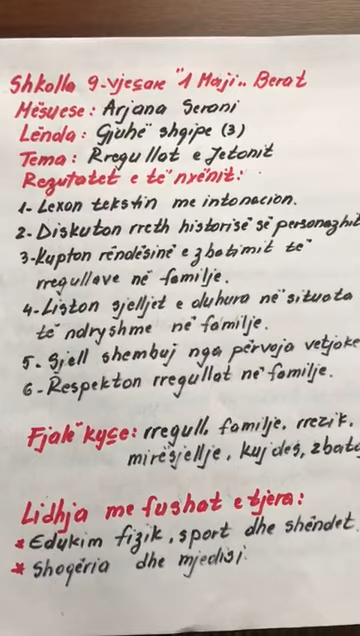 Shkolla 9-vjeçare "1 Maji" Berat
Mësuese: Arjana Seroni
Lënda: Gjuhë shqipe (3)
Tema: Rregullat e Jetonit
Rezutatet e të nxënit:
1- Lexon tekstin me intonacion.
2- Diskuton rreth historisë së personazhit
3- Kupton rëndësinë e zbatimit të
rregullave në familje.
4- Liston sjelljet e duhura në situata
të ndryshme në familje.
5- Sjell shembuj nga përvoja vetjake
6- Respekton rregullat në familje.
Fjalë kyçe: rregull, familje, rrezik,
mirësjellje, kujdes, zbato
Lidhja me fushat e tjera:
* Edukim fizik, sport dhe shëndet
* Shoqëria dhe mjedisi.